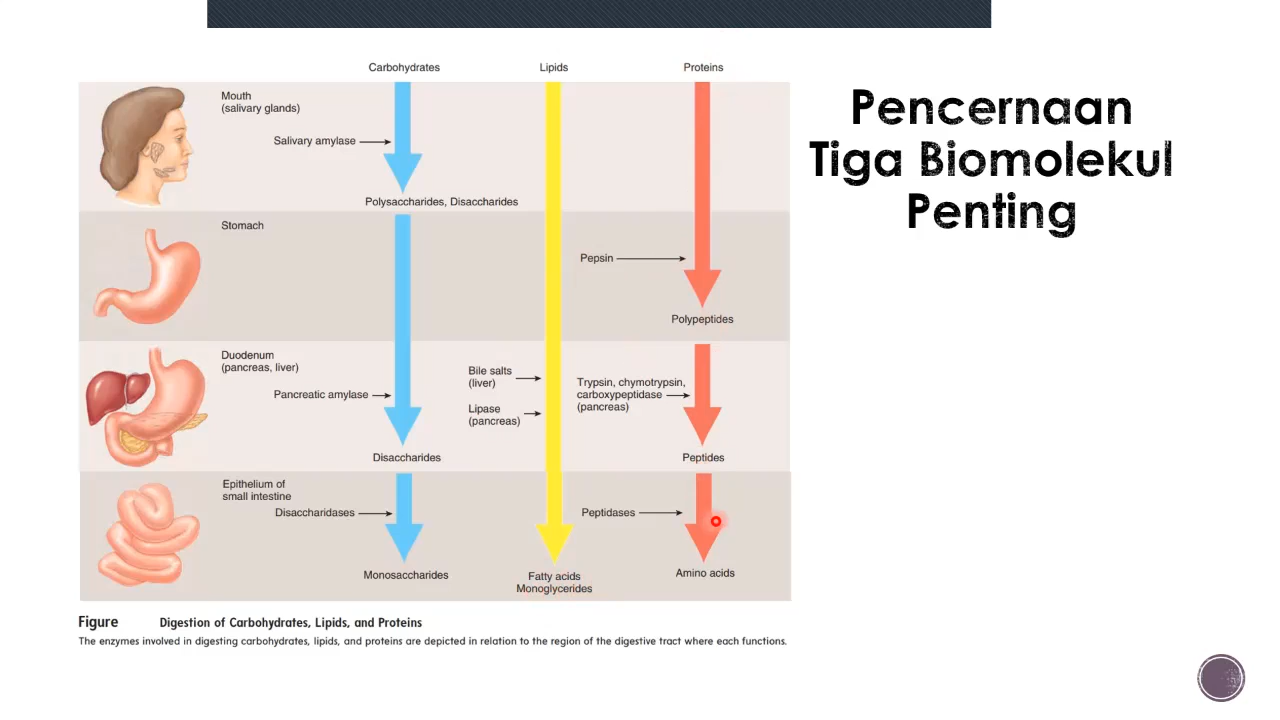 Pencernaan
Tiga Biomolekul
Penting
Carbohydrates
Lipids
Proteins
Mouth
(salivary glands)
Salivary amylase
Polysaccharides, Disaccharides
Stomach
Pepsin
Polypeptides
Duodenum
(pancreas, liver)
Pancreatic amylase
Bile salts
(liver)
Lipase
(pancreas)
Trypsin, chymotrypsin,
carboxypeptidase
(pancreas)
Disaccharides
Peptides
Epithelium of
small intestine
Disaccharidases
Peptidases
Monosaccharides
Fatty acids
Monoglycerides
Amino acids
Figure Digestion of Carbohydrates, Lipids, and Proteins
The enzymes involved in digesting carbohydrates, lipids, and proteins are depicted in relation to the region of the digestive tract where each functions.